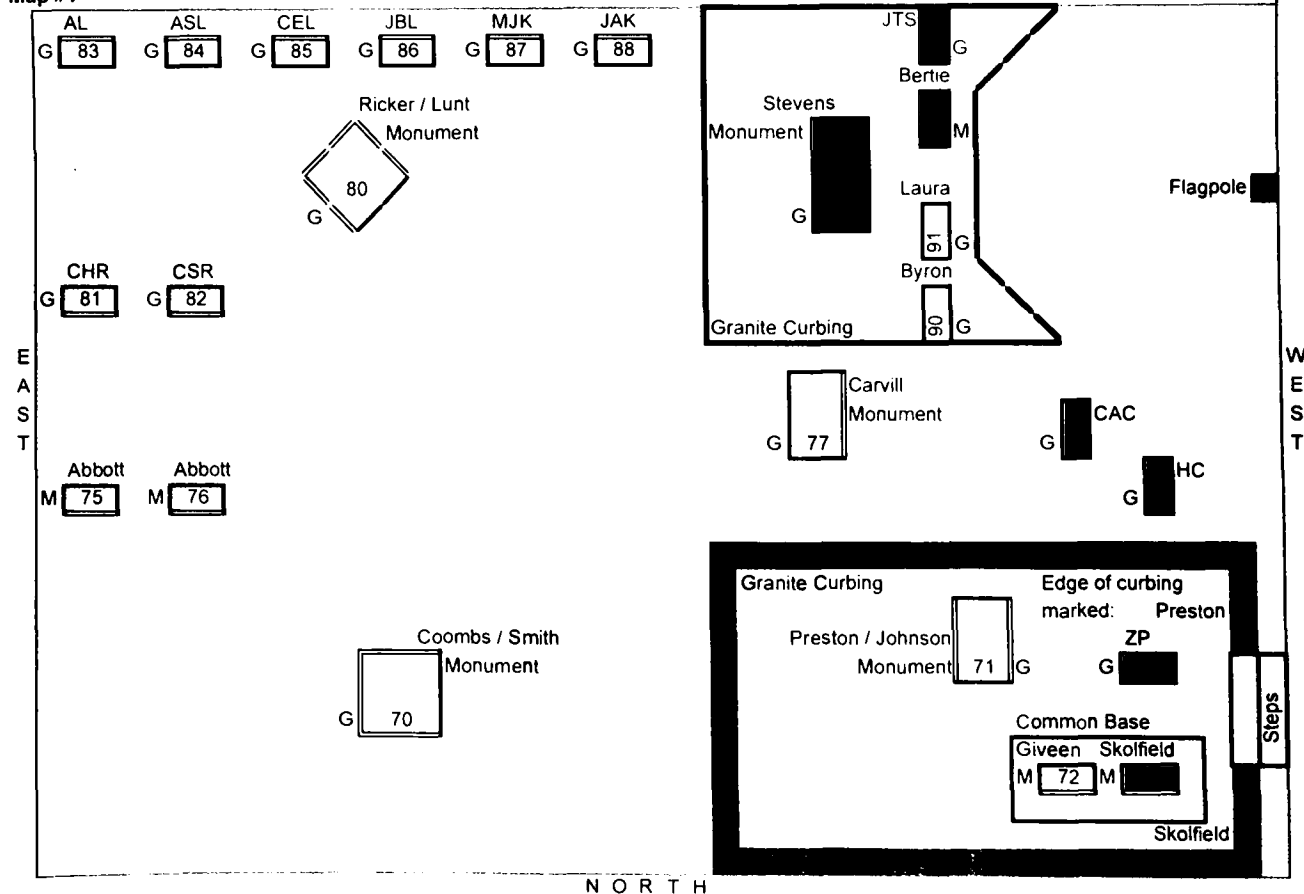 AL ASL CEL JBL MJK JAK JTS
G 83 G 84 G 85 G 86 G 87 G 88 G
Bertie
M
Ricker / Lunt
Monument
80
G
Stevens
Monument
G
Flagpole
Laura
91 G
Byron
90 G
Granite Curbing
CHR CSR
G 81 G 82
EAST
WEST
Carvill
Monument
G 77
CAC
G
HC
G
Abbott Abbott
M 75 M 76
Granite Curbing
Edge of curbing
marked: Preston
Preston / Johnson
Monument 71 G
ZP
G
Steps
Coombs / Smith
Monument
G 70
Common Base
Giveen Skolfield
M 72 M
Skolfield
NORTH